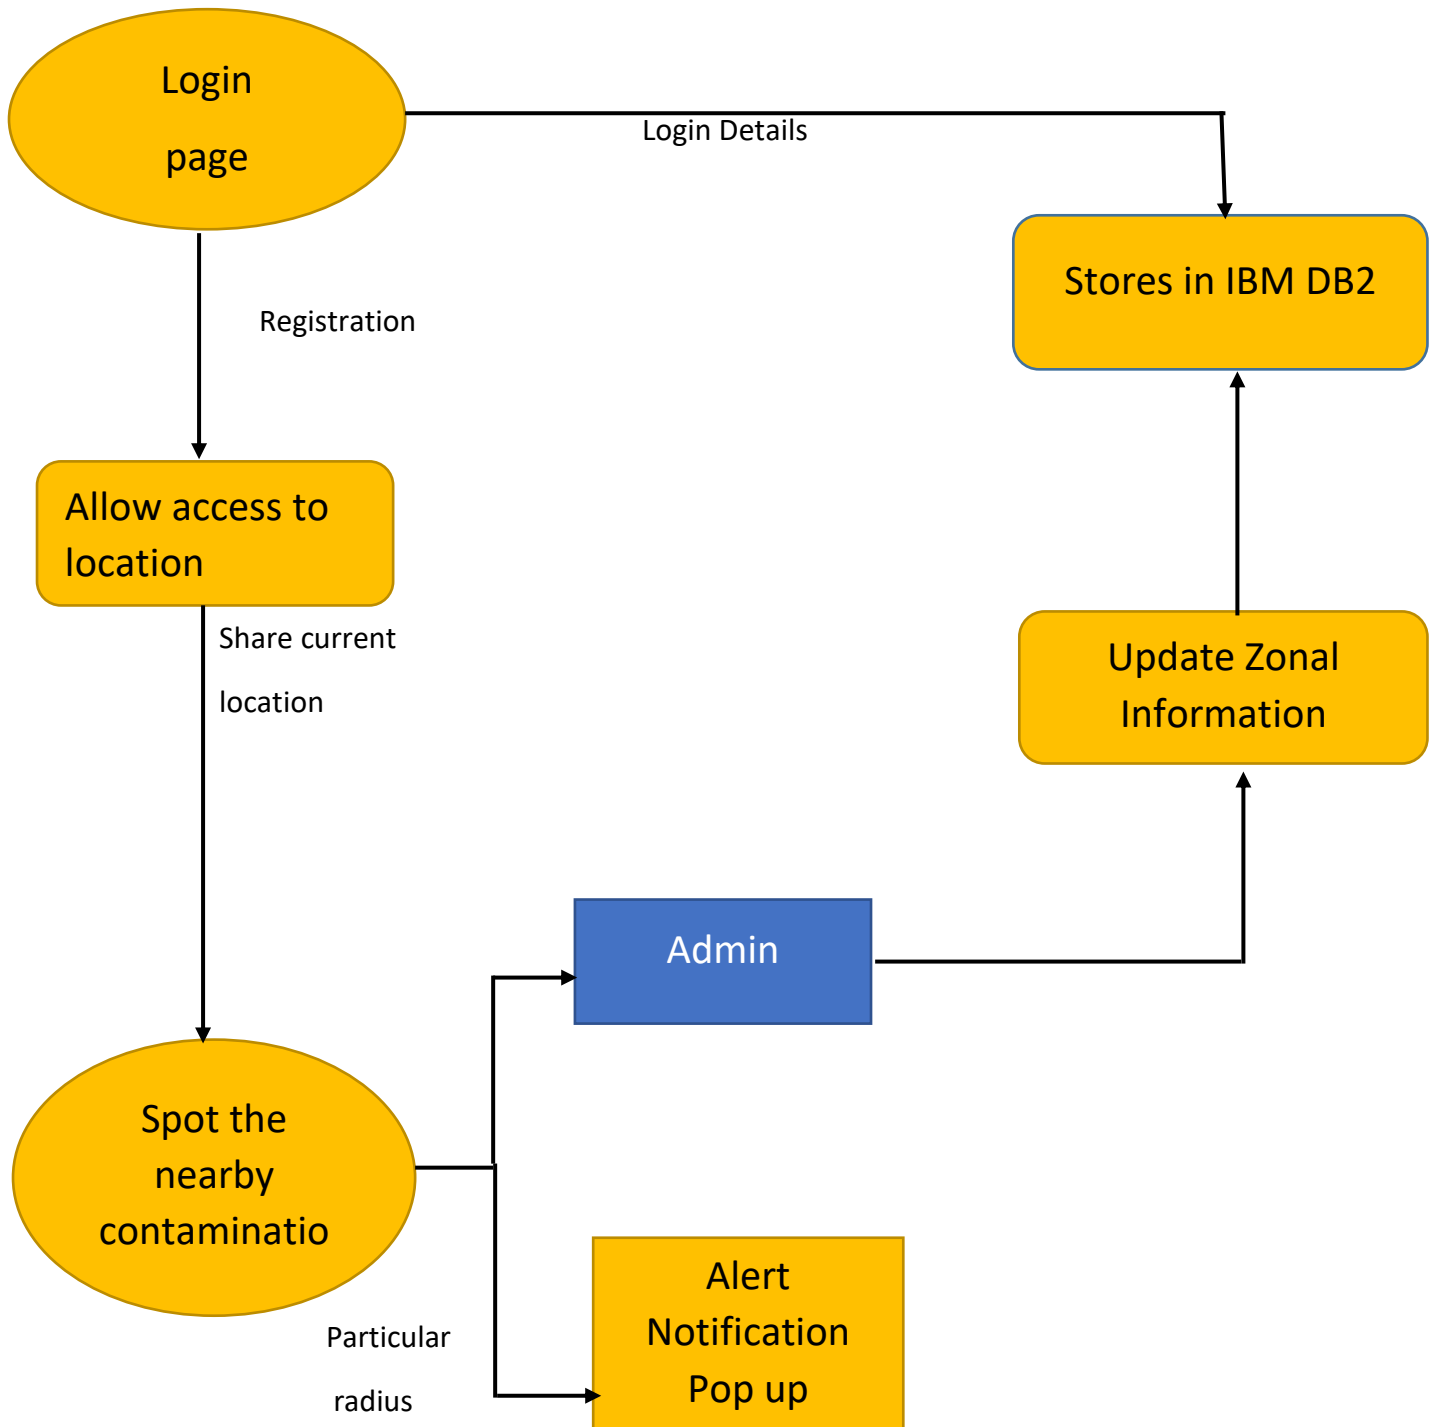 Login
page
Login Details
Stores in IBM DB2
Registration
Allow access to
location
Share current
location
Update Zonal
Information
Admin
Spot the
nearby
contaminatio
Particular
radius
Alert
Notification
Pop up